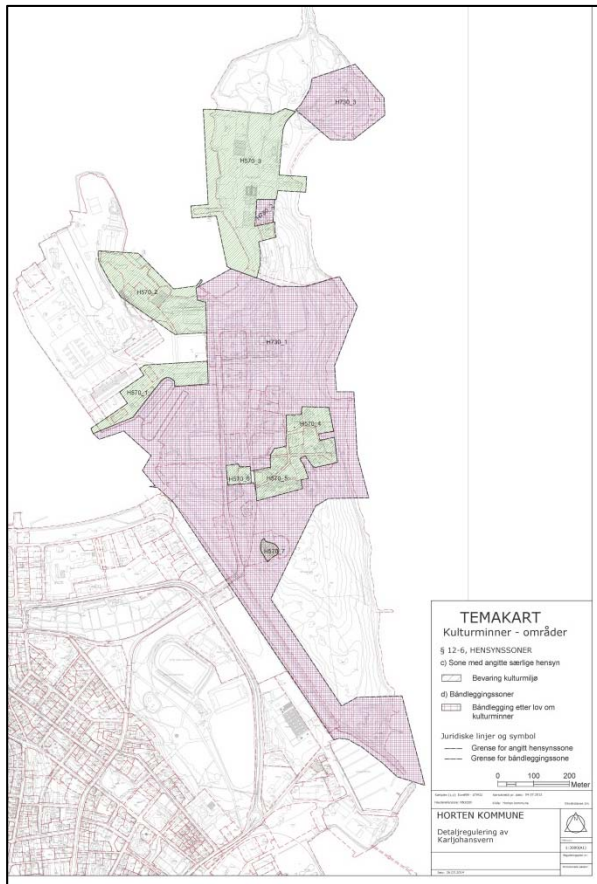 H730_3
H570_3
H570_2
H730_1
H570_1
H570_4
H570_6
H570_5
H570_7
TEMAKART
Kulturminner - områder
§ 12-6, HENSYNSSONER
c) Sone med angitte særlige hensyn
Bevaring kulturmiljø
d) Båndleggingssoner
Båndlegging etter lov om
kulturminner
Juridiske linjer og symbol
Grense for angitt hensynssone
Grense for båndleggingssone
0 100 200
Meter
HORTEN KOMMUNE
Detaljregulering av
Karljohansvern